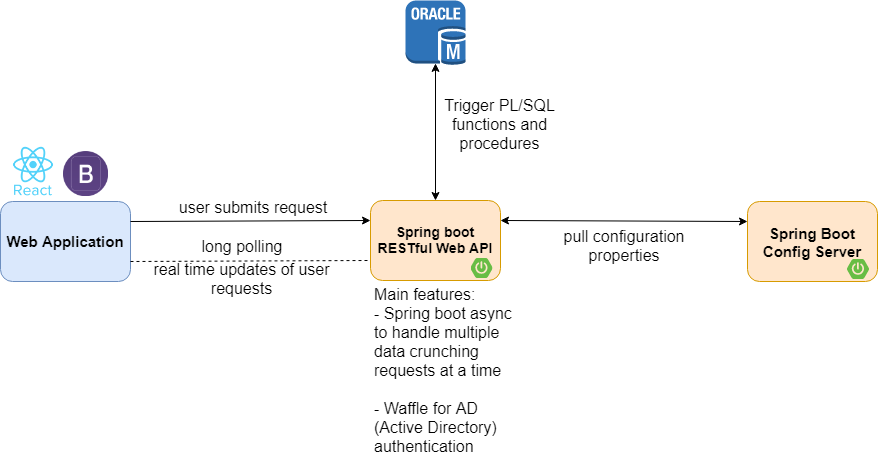 ORACLE
M
Trigger PL/SQL
functions and
procedures
React
B
Web Application
user submits request
long polling
real time updates of user
requests
Spring boot
RESTful Web API
pull configuration
properties
Spring Boot
Config Server
Main features:
- Spring boot async
to handle multiple
data crunching
requests at a time
- Waffle for AD
(Active Directory)
authentication